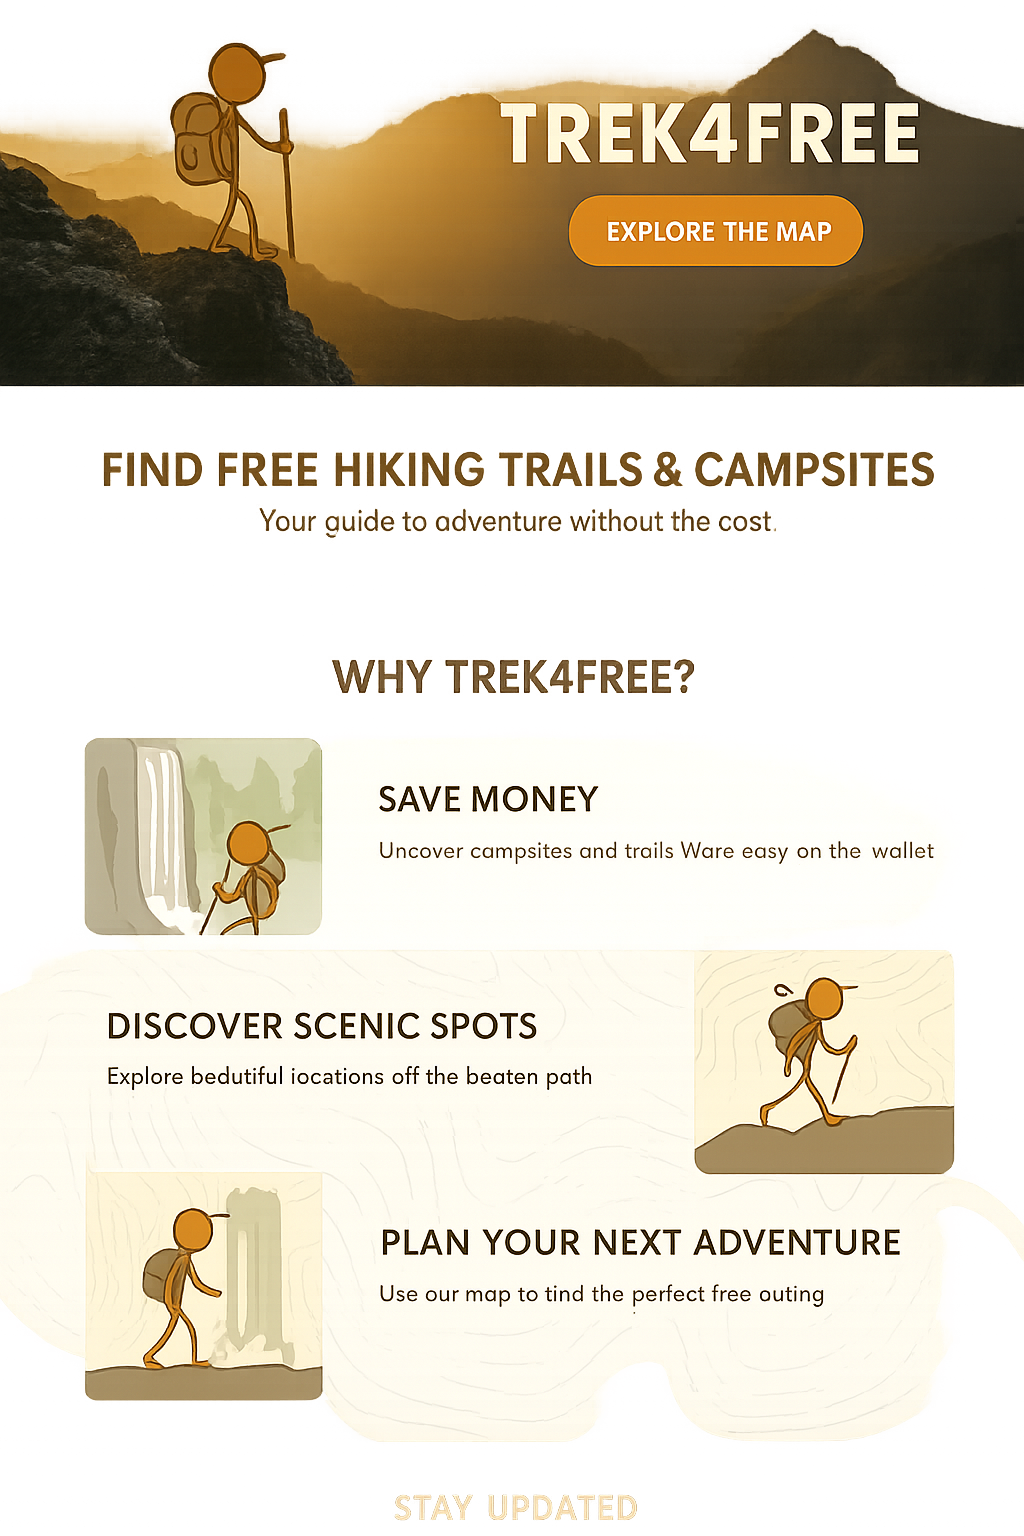 TREK4FREE
EXPLORE THE MAP
FIND FREE HIKING TRAILS & CAMPSITES
Your guide to adventure without the cost.
WHY TREK4FREE?
SAVE MONEY
Uncover campsites and trails Ware easy on the wallet
DISCOVER SCENIC SPOTS
Explore bedutiful iocations off the beaten path
PLAN YOUR NEXT ADVENTURE
Use our map to tind the perfect free outing
STAY UPDATED